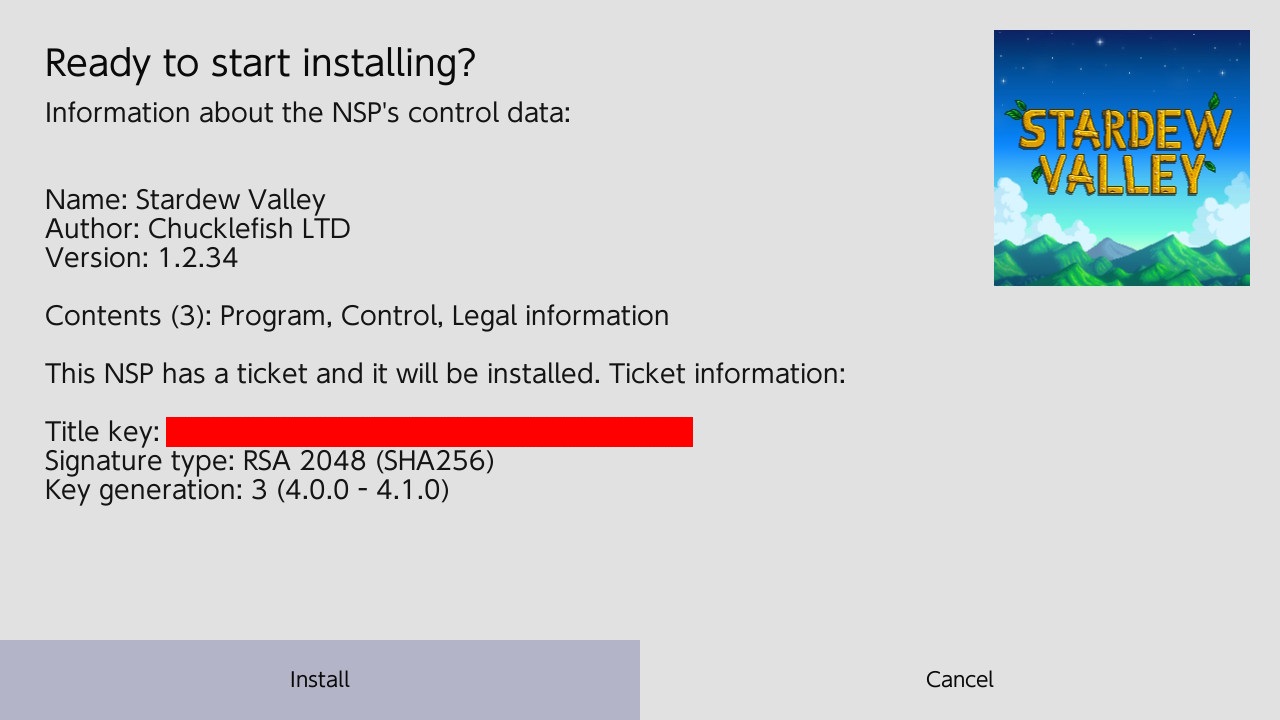 Ready to start installing?
Information about the NSP's control data:
Name: Stardew Valley
Author: Chucklefish LTD
Version: 1.2.34
Contents (3): Program, Control, Legal information
This NSP has a ticket and it will be installed. Ticket information:
Title key:
Signature type: RSA 2048 (SHA256)
Key generation: 3 (4.0.0 - 4.1.0)
STARDEW
VALLEY
Install
Cancel